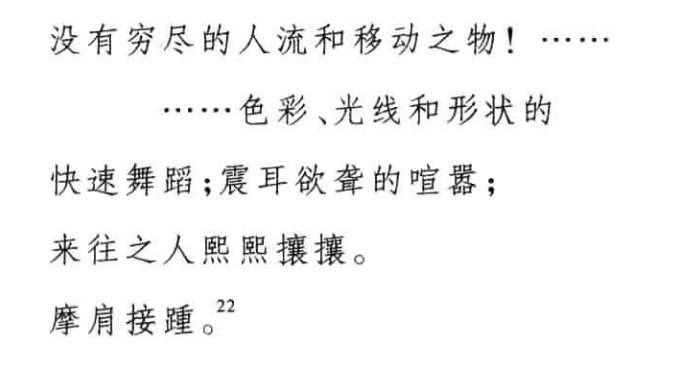 没有穷尽的人流和移动之物！……
……色彩、光线和形状的
快速舞蹈；震耳欲聋的喧嚣；
来往之人熙熙攘攘。
摩肩接踵。22